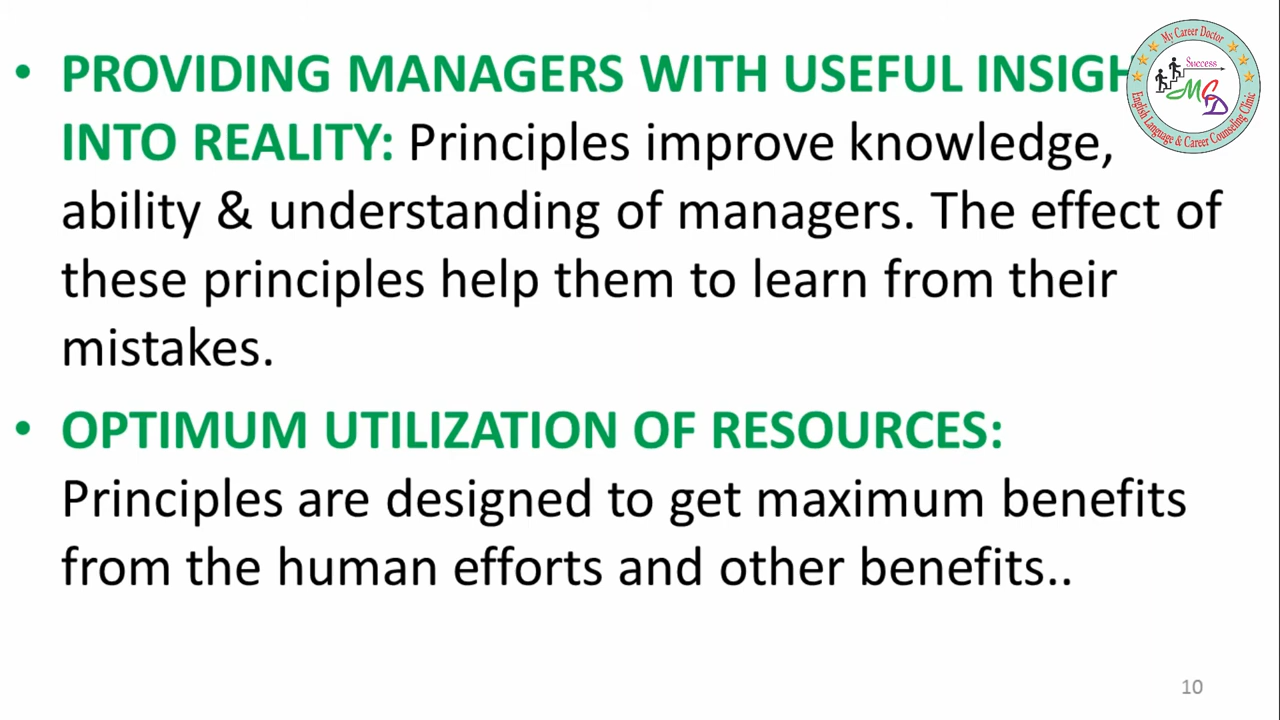 • PROVIDING MANAGERS WITH USEFUL INSIGH
INTO REALITY: Principles improve knowledge,
ability & understanding of managers. The effect of
these principles help them to learn from their
mistakes.
• OPTIMUM UTILIZATION OF RESOURCES:
Principles are designed to get maximum benefits
from the human efforts and other benefits..
My Career Doctor
Success
MCD
English Language & Career Counseling Clinic
10